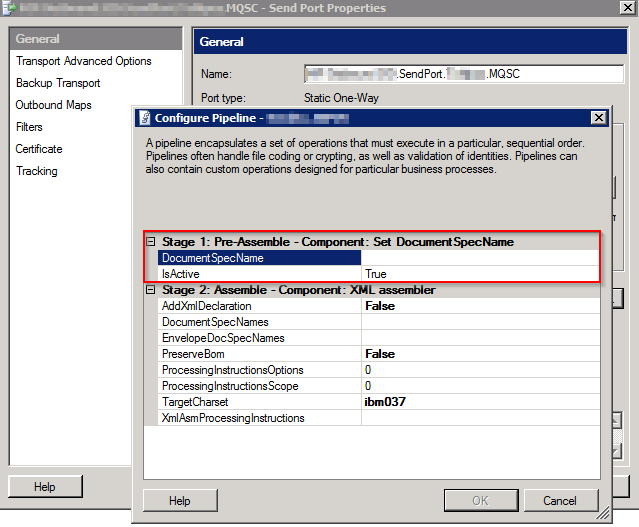 .MQSC - Send Port Properties
General
Transport Advanced Options
Backup Transport
Outbound Maps
Filters
Certificate
Tracking
General
Name:
.SendPort.
.MQSC
Port type:
Static One-Way
Configure Pipeline -
A pipeline encapsulates a set of operations that must execute in a particular, sequential order.
Pipelines often handle file coding or crypting, as well as validation of identities. Pipelines can
also contain custom operations designed for particular business processes.
Stage 1: Pre-Assemble - Component: Set DocumentSpecName
DocumentSpecName
IsActive True
Stage 2: Assemble - Component: XML assembler
AddXmlDeclaration False
DocumentSpecNames
EnvelopeDocSpecNames
PreserveBom False
ProcessingInstructionsOptions 0
ProcessingInstructionsScope 0
TargetCharset ibm037
XmlAsmProcessingInstructions
Help OK Cancel
Help